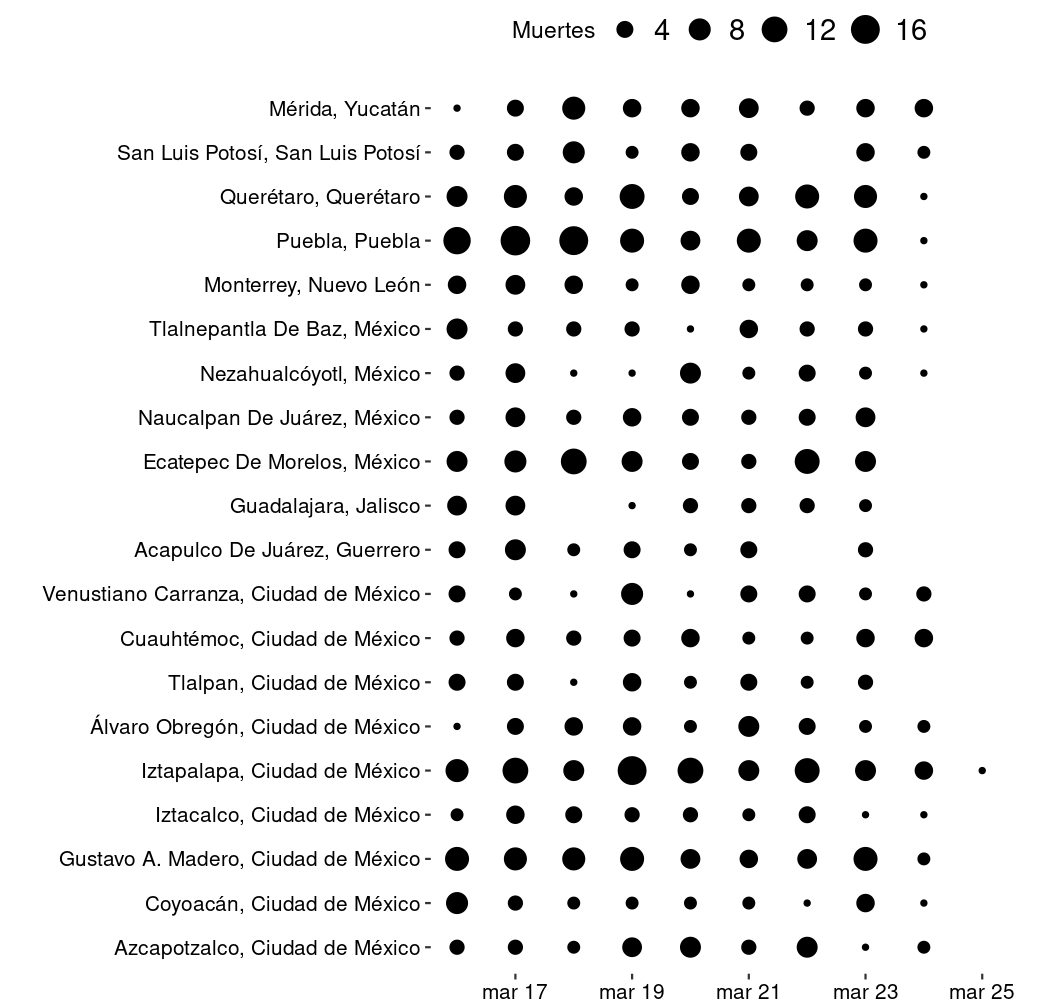 Muertes 4 8 12 16
Mérida, Yucatán
San Luis Potosí, San Luis Potosí
Querétaro, Querétaro
Puebla, Puebla
Monterrey, Nuevo León
Tlalnepantla De Baz, México
Nezahualcóyotl, México
Naucalpan De Juárez, México
Ecatepec De Morelos, México
Guadalajara, Jalisco
Acapulco De Juárez, Guerrero
Venustiano Carranza, Ciudad de México
Cuauhtémoc, Ciudad de México
Tlalpan, Ciudad de México
Álvaro Obregón, Ciudad de México
Iztapalapa, Ciudad de México
Iztacalco, Ciudad de México
Gustavo A. Madero, Ciudad de México
Coyoacán, Ciudad de México
Azcapotzalco, Ciudad de México
mar 17 mar 19 mar 21 mar 23 mar 25